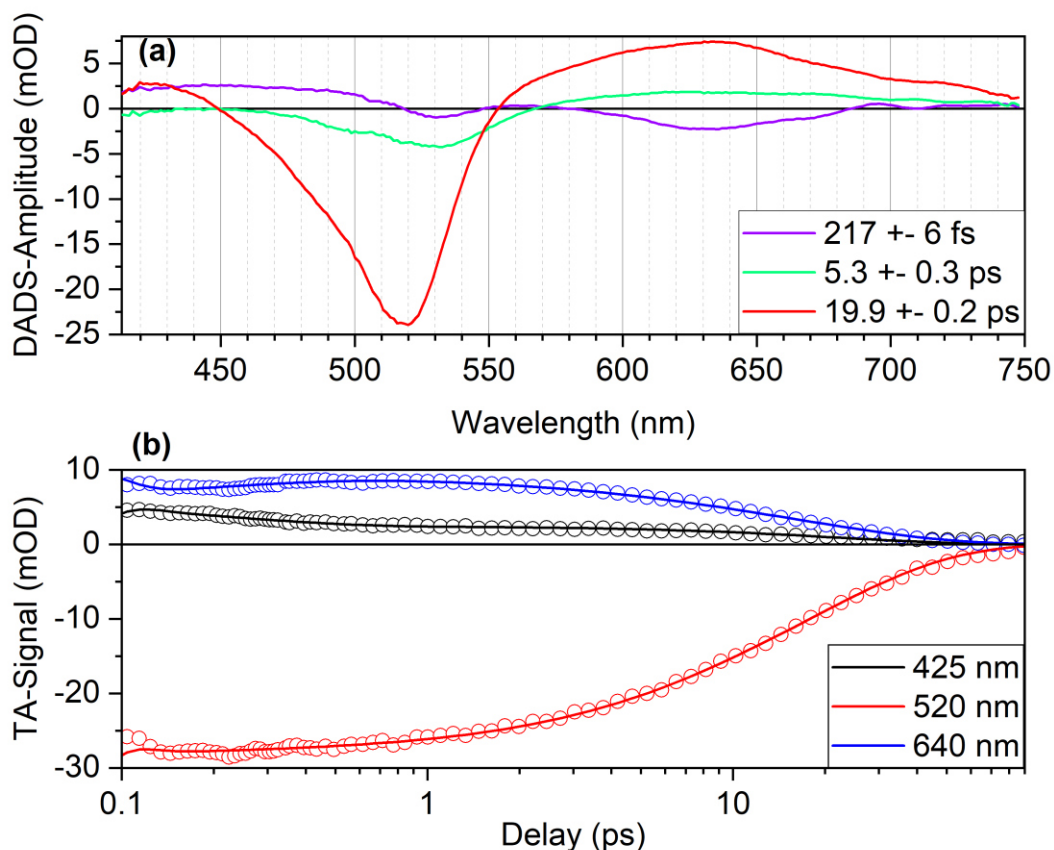 (a)
DADS-Amplitude (mOD)
5
0
-5
-10
-15
-20
-25
217 +- 6 fs
5.3 +- 0.3 ps
19.9 +- 0.2 ps
450 500 550 600 650 700 750
Wavelength (nm)
(b)
TA-Signal (mOD)
10
0
-10
-20
-30
425 nm
520 nm
640 nm
0.1 1 10
Delay (ps)